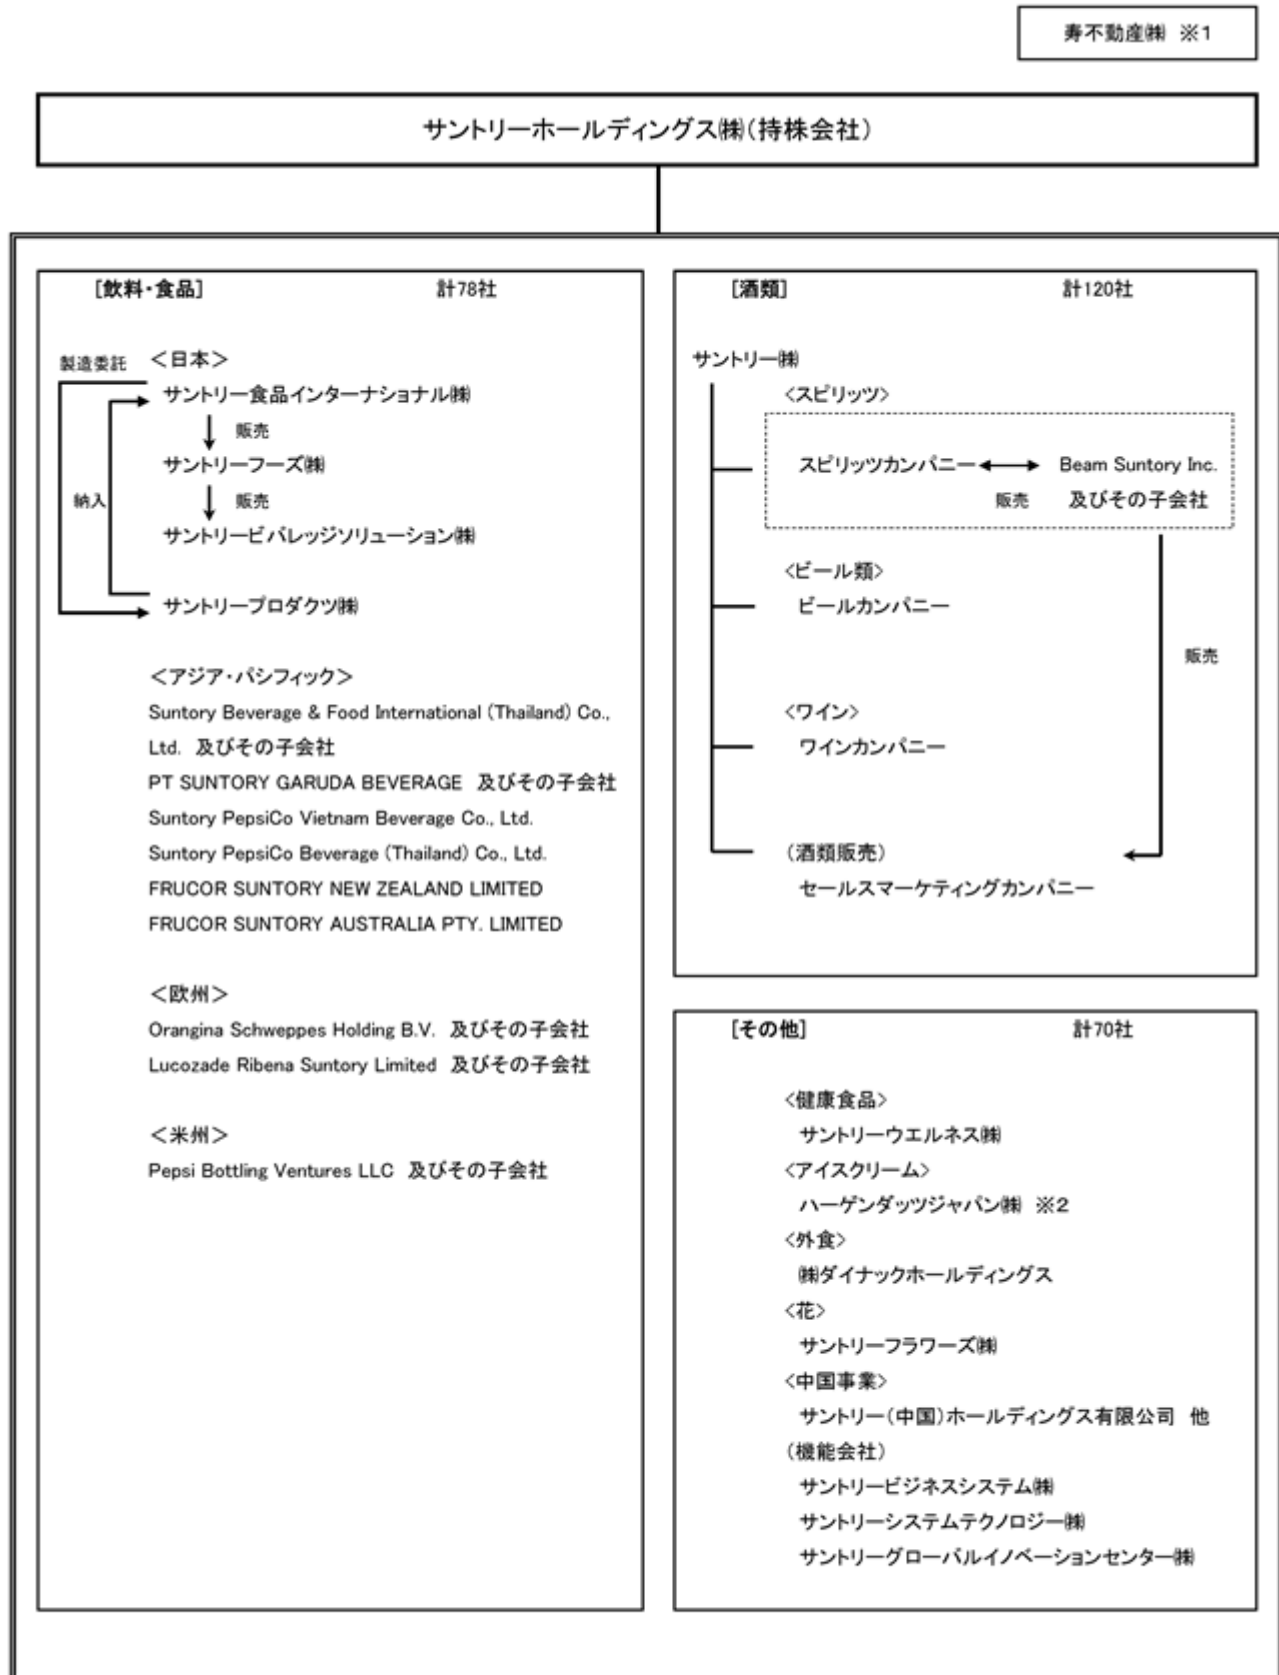 寿不動産㈱ ※1
サントリーホールディングス㈱(持株会社)
[飲料・食品] 計78社
製造委託
<日本>
サントリー食品インターナショナル㈱
販売
サントリーフーズ㈱
納入
販売
サントリービバレッジソリューション㈱
サントリープロダクツ㈱
<アジア・パシフィック>
Suntory Beverage & Food International (Thailand) Co.,
Ltd. 及びその子会社
PT SUNTORY GARUDA BEVERAGE 及びその子会社
Suntory PepsiCo Vietnam Beverage Co., Ltd.
Suntory PepsiCo Beverage (Thailand) Co., Ltd.
FRUCOR SUNTORY NEW ZEALAND LIMITED
FRUCOR SUNTORY AUSTRALIA PTY. LIMITED
<欧州>
Orangina Schweppes Holding B.V. 及びその子会社
Lucozade Ribena Suntory Limited 及びその子会社
<米州>
Pepsi Bottling Ventures LLC 及びその子会社
[酒類] 計120社
サントリー㈱
<スピリッツ>
スピリッツカンパニー Beam Suntory Inc.
販売 及びその子会社
<ビール類>
ビールカンパニー
販売
<ワイン>
ワインカンパニー
(酒類販売)
セールスマーケティングカンパニー
[その他] 計70社
<健康食品>
サントリーウエルネス㈱
<アイスクリーム>
ハーゲンダッツジャパン㈱ ※2
<外食>
㈱ダイナックホールディングス
<花>
サントリーフラワーズ㈱
<中国事業>
サントリー(中国)ホールディングス有限公司 他
(機能会社)
サントリービジネスシステム㈱
サントリーシステムテクノロジー㈱
サントリーグローバルイノベーションセンター㈱